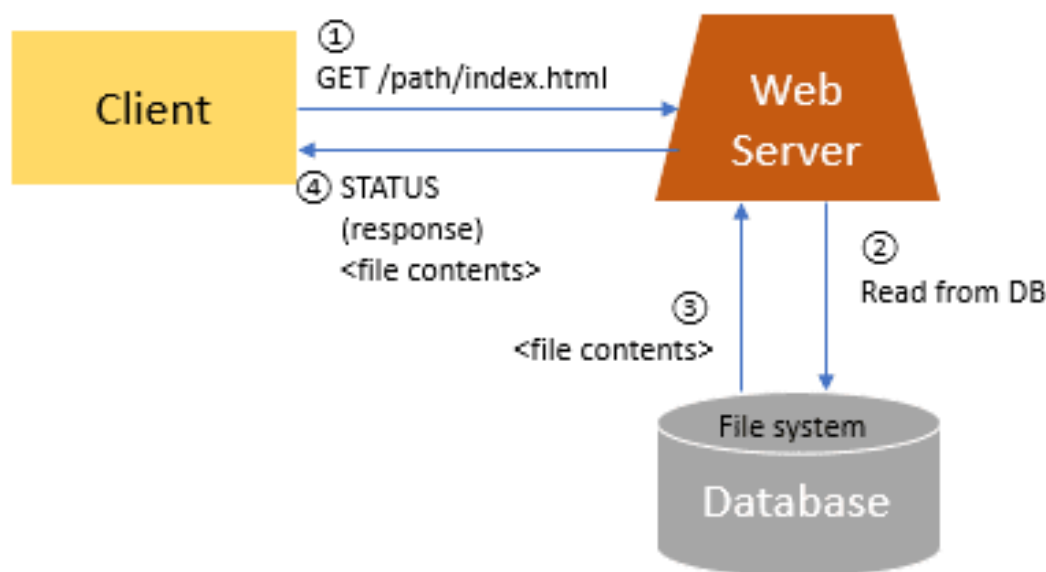 Client
①
GET /path/index.html
Web
Server
④ STATUS
(response)
<file contents>
②
Read from DB
③
<file contents>
File system
Database